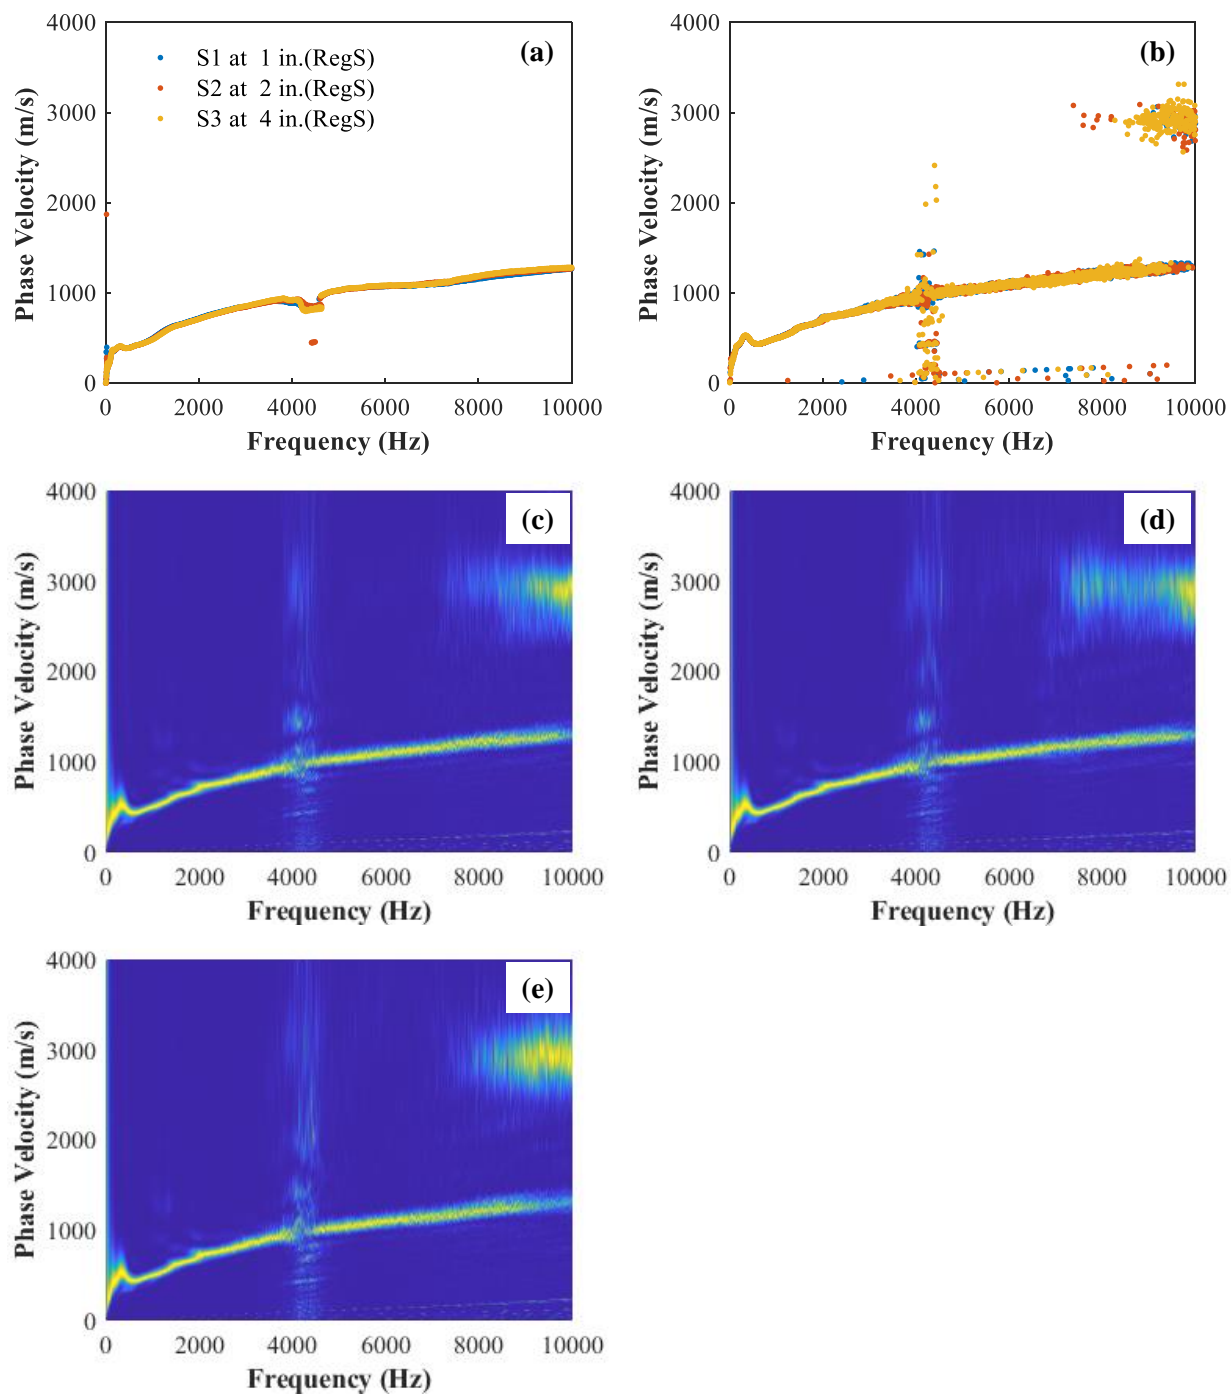 4000
3000
2000
1000
0
Phase Velocity (m/s)
S1 at 1 in.(RegS)
S2 at 2 in.(RegS)
S3 at 4 in.(RegS)
(a)
0 2000 4000 6000 8000 10000
Frequency (Hz)
4000
3000
2000
1000
0
Phase Velocity (m/s)
(b)
0 2000 4000 6000 8000 10000
Frequency (Hz)
4000
3000
2000
1000
0
Phase Velocity (m/s)
(c)
0 2000 4000 6000 8000 10000
Frequency (Hz)
4000
3000
2000
1000
0
Phase Velocity (m/s)
(d)
0 2000 4000 6000 8000 10000
Frequency (Hz)
4000
3000
2000
1000
0
Phase Velocity (m/s)
(e)
0 2000 4000 6000 8000 10000
Frequency (Hz)